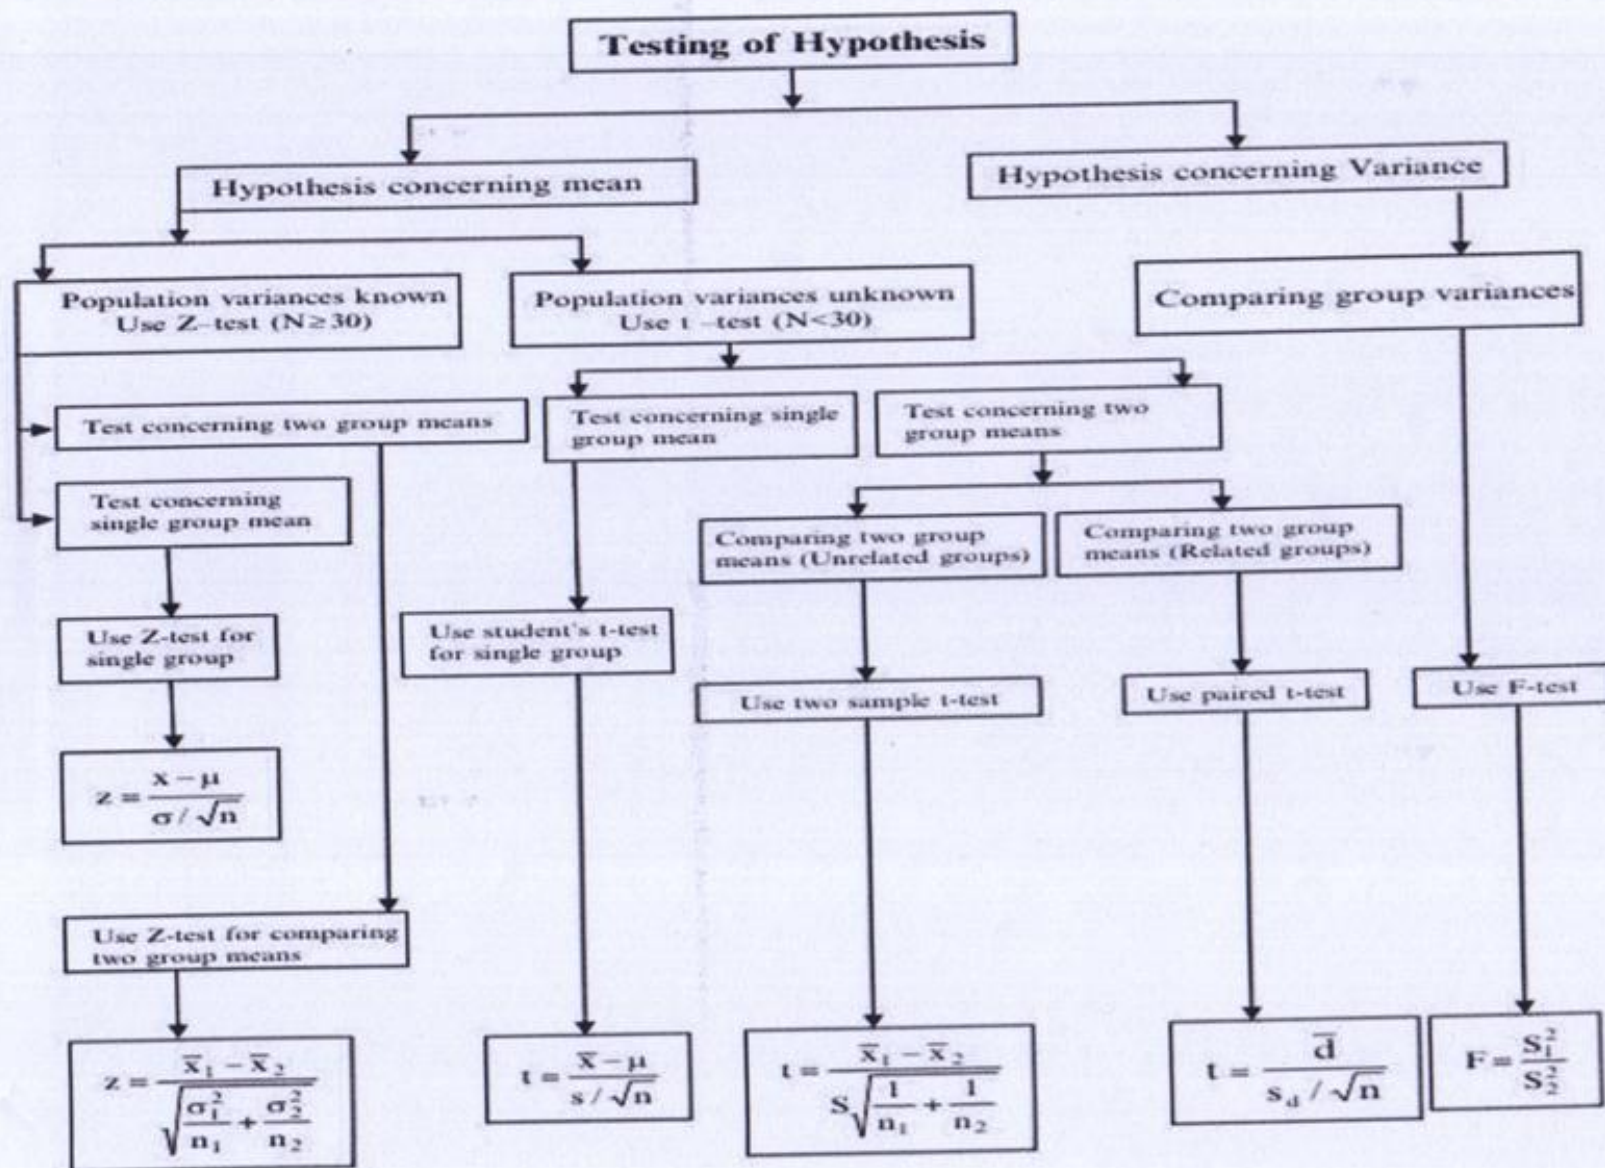 Testing of Hypothesis
Hypothesis concerning mean
Hypothesis concerning Variance
Population variances known
Use Z–test (N≥30)
Population variances unknown
Use t –test (N<30)
Comparing group variances
Test concerning two group means
Test concerning single
group mean
Test concerning two
group means
Test concerning
single group mean
Comparing two group
means (Unrelated groups)
Comparing two group
means (Related groups)
Use Z-test for
single group
Use student's t-test
for single group
Use two sample t-test
Use paired t-test
Use F-test
z = (x − μ) / (σ / √n)
Use Z-test for comparing
two group means
z = (x̄₁ − x̄₂) / √(σ₁²/n₁ + σ₂²/n₂)
t = (x̄ − μ) / (s / √n)
t = (x̄₁ − x̄₂) / (S√(1/n₁ + 1/n₂))
t = d̄ / (s_d / √n)
F = S₁² / S₂²